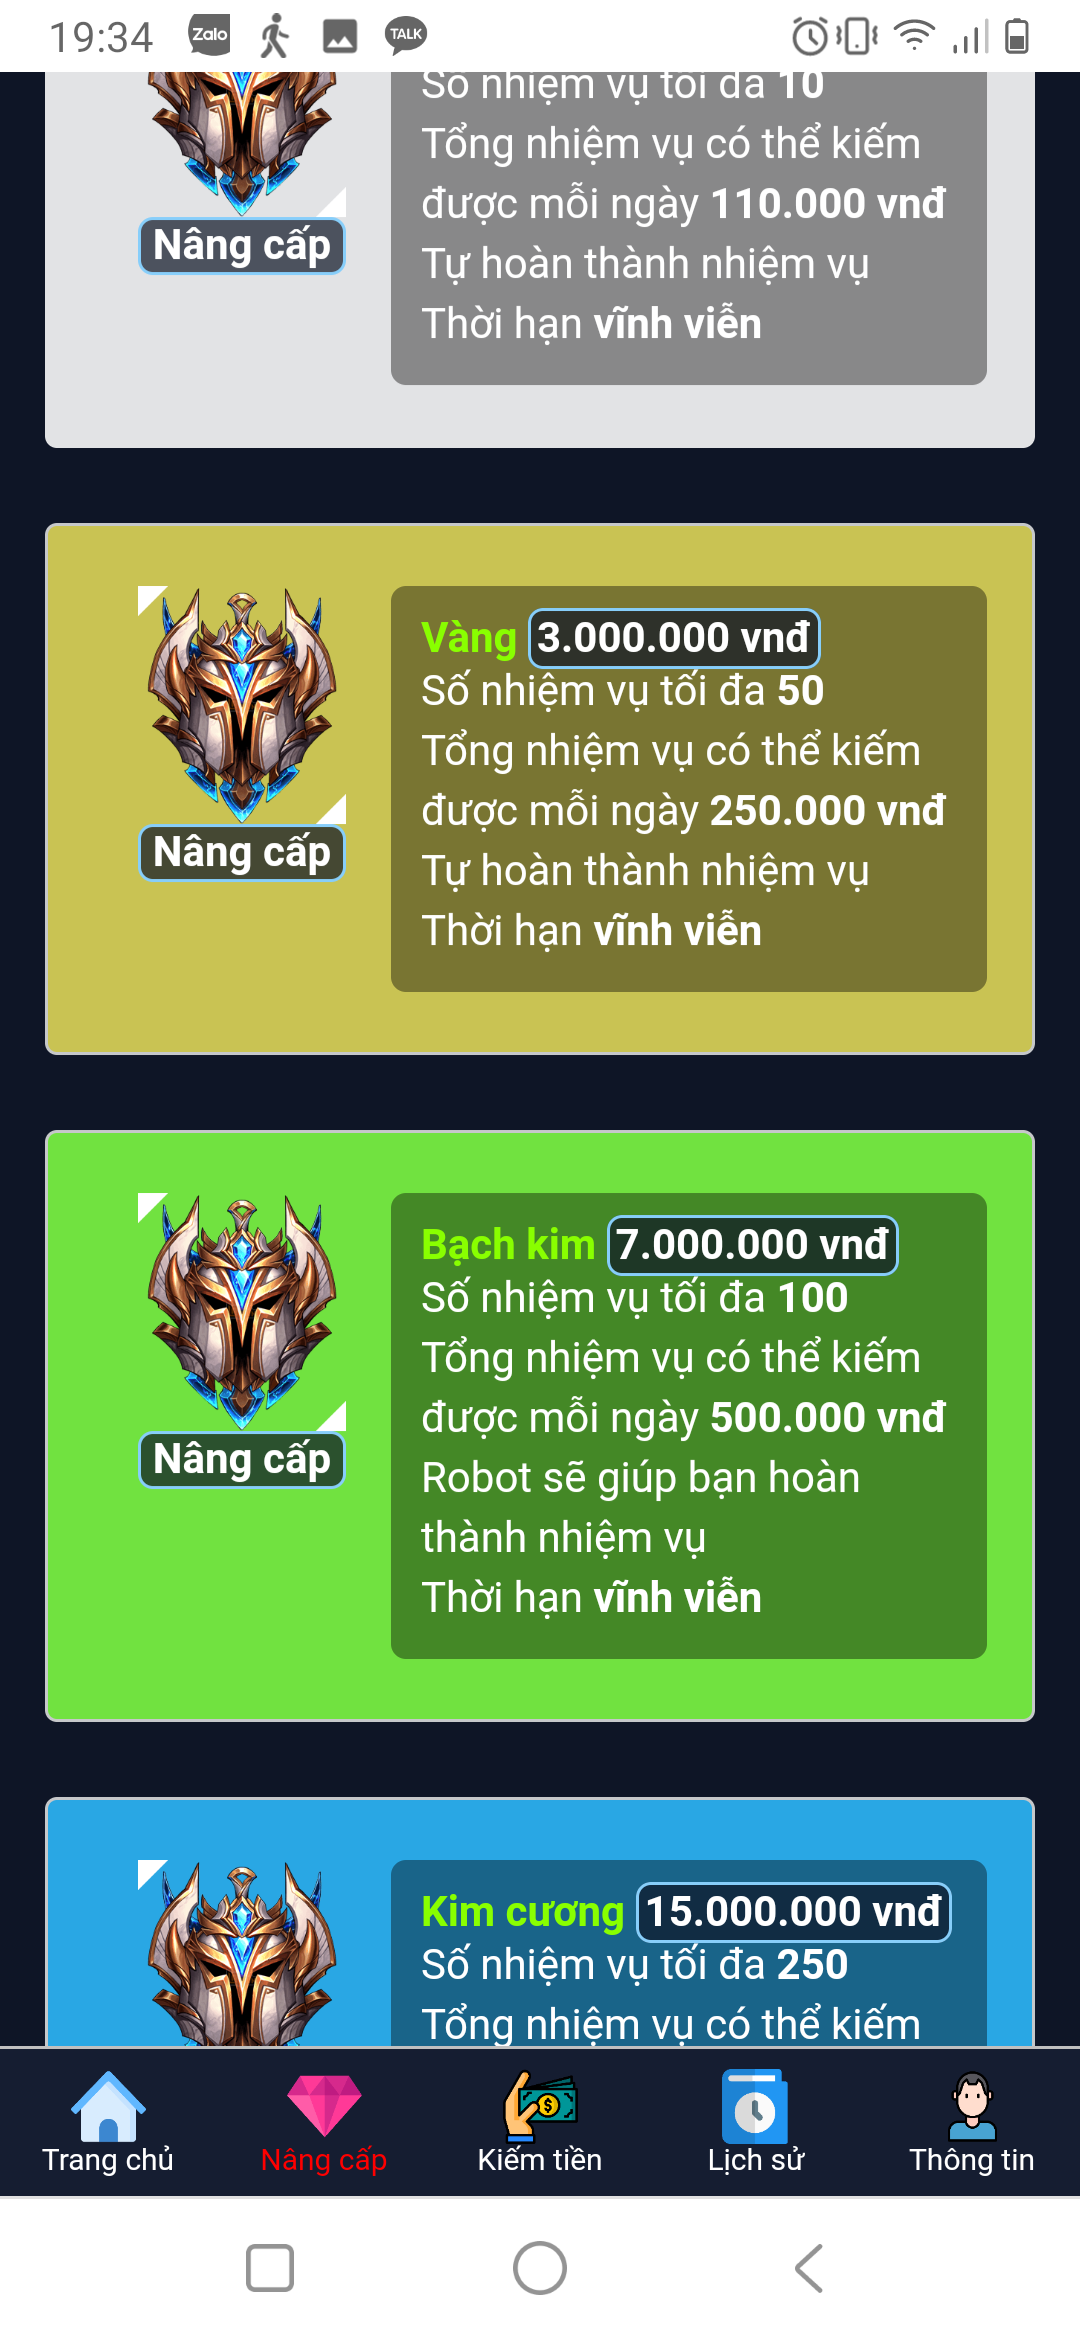 19:34
Zalo
TALK
Số nhiệm vụ tối đa 10
Tổng nhiệm vụ có thể kiếm
được mỗi ngày 110.000 vnđ
Tự hoàn thành nhiệm vụ
Thời hạn vĩnh viễn
Nâng cấp
Vàng 3.000.000 vnđ
Số nhiệm vụ tối đa 50
Tổng nhiệm vụ có thể kiếm
được mỗi ngày 250.000 vnđ
Tự hoàn thành nhiệm vụ
Thời hạn vĩnh viễn
Nâng cấp
Bạch kim 7.000.000 vnđ
Số nhiệm vụ tối đa 100
Tổng nhiệm vụ có thể kiếm
được mỗi ngày 500.000 vnđ
Robot sẽ giúp bạn hoàn
thành nhiệm vụ
Thời hạn vĩnh viễn
Nâng cấp
Kim cương 15.000.000 vnđ
Số nhiệm vụ tối đa 250
Tổng nhiệm vụ có thể kiếm
Trang chủ
Nâng cấp
Kiếm tiền
Lịch sử
Thông tin